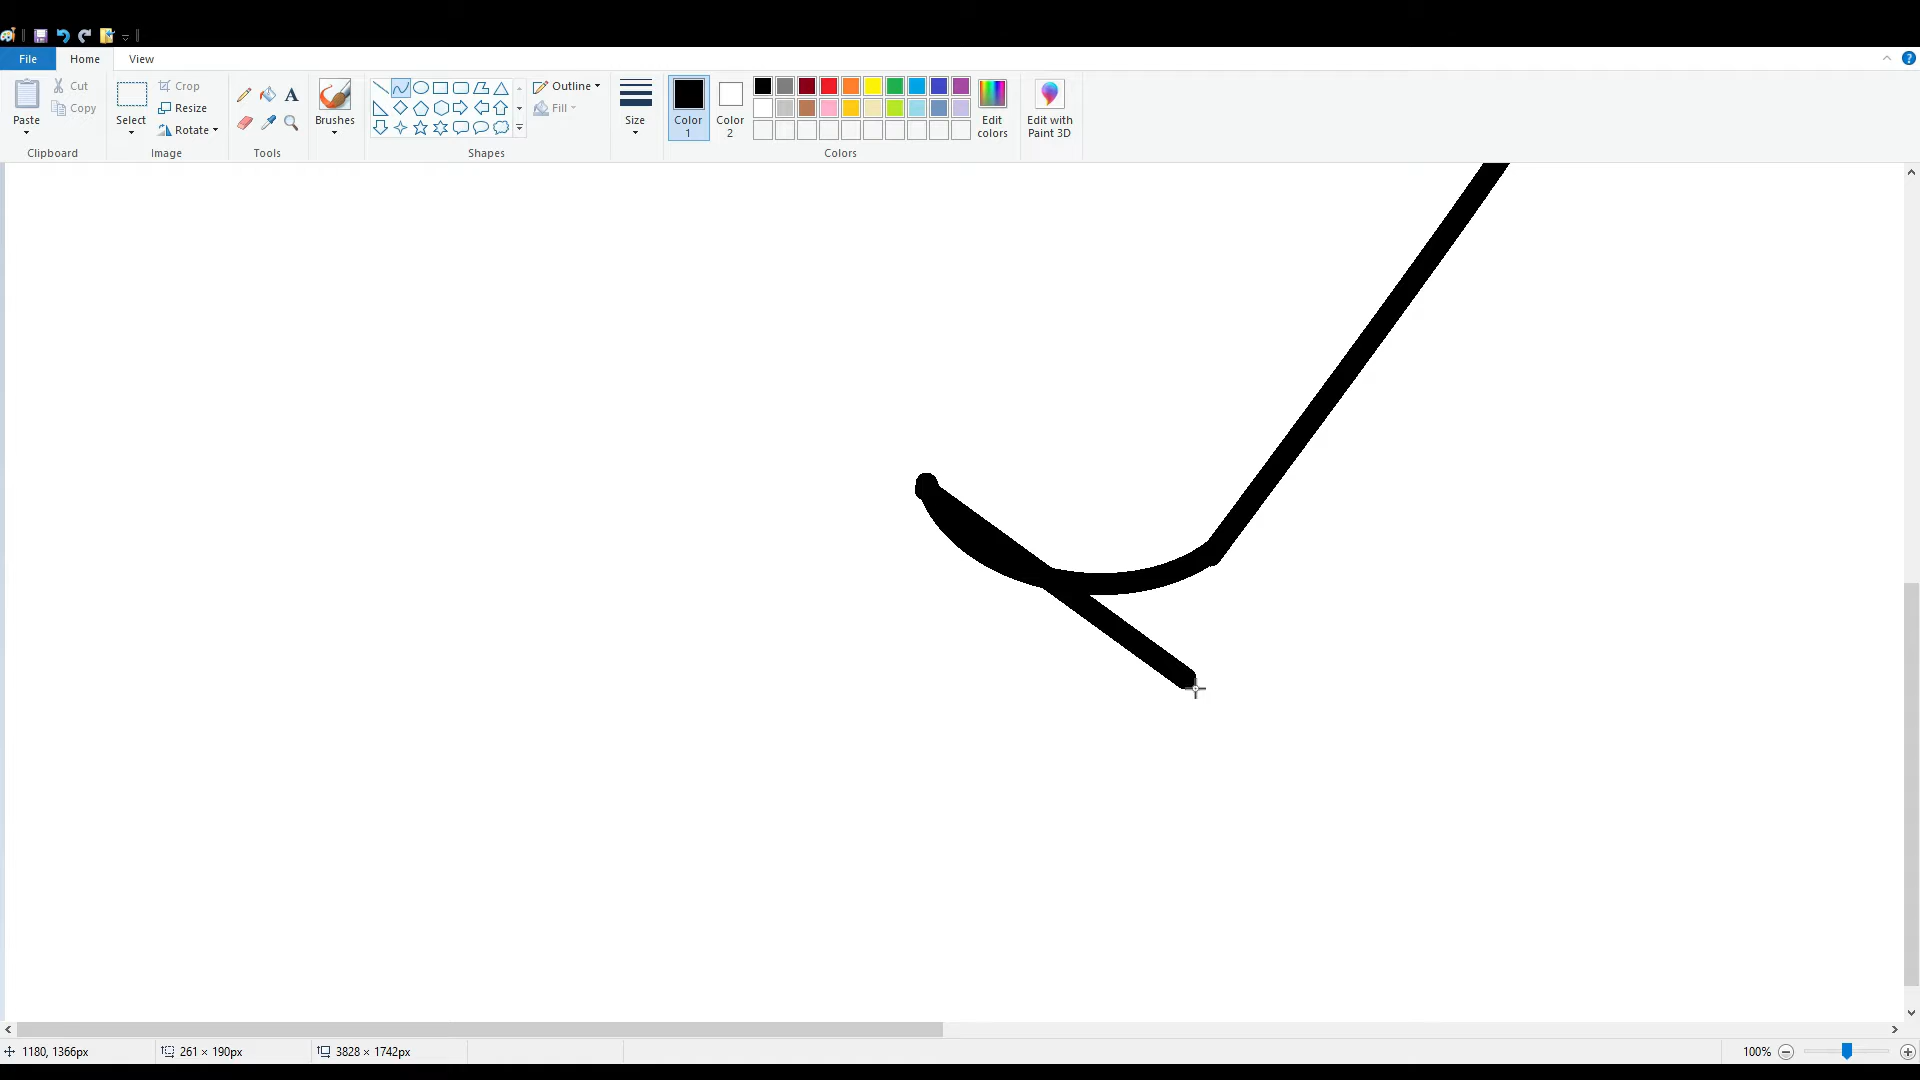 File Home View
Paste
Cut
Copy
Clipboard
Select
Crop
Resize
Rotate
Image
A
Tools
Brushes
Outline
Fill
Shapes
Size
Color
1
Color
2
Edit
colors
Colors
Edit with
Paint 3D
1180, 1366px 261 × 190px 3828 × 1742px 100%